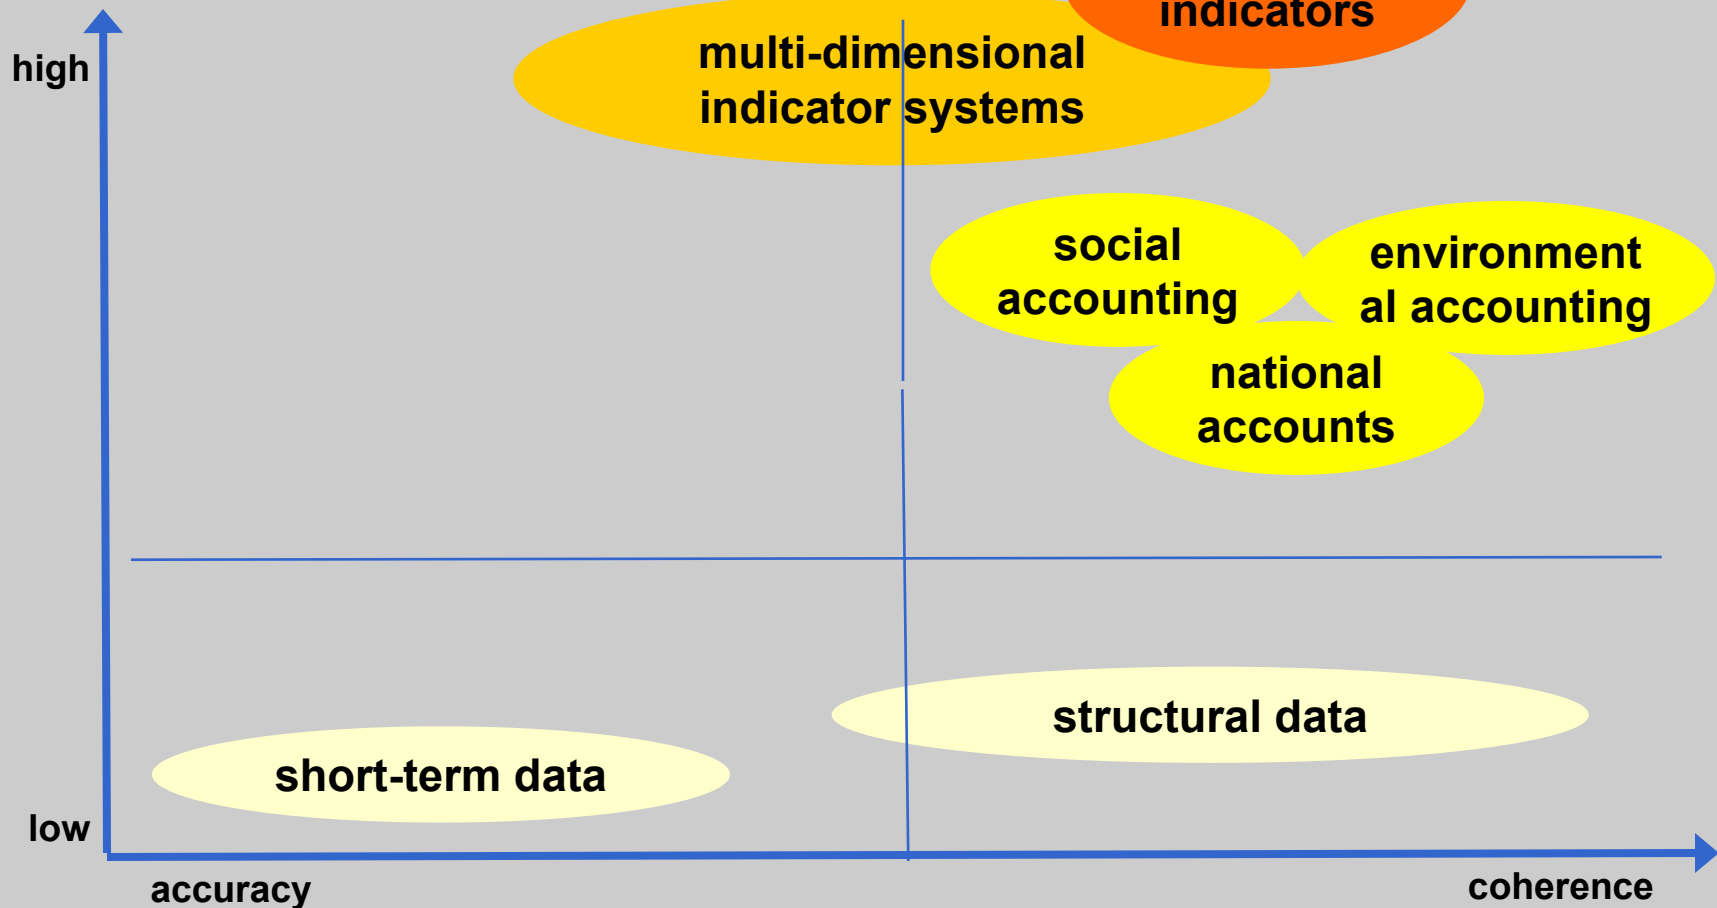 indicators
high
multi-dimensional
indicator systems
social
accounting
environment
al accounting
national
accounts
structural data
short-term data
low
accuracy
coherence